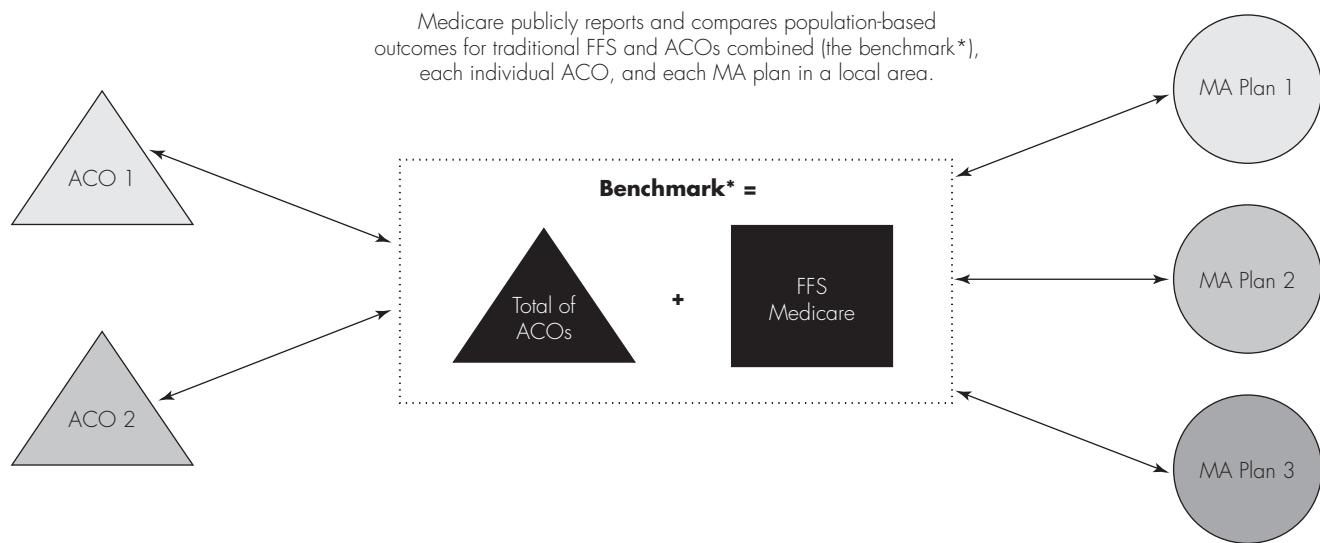 Medicare publicly reports and compares population-based
outcomes for traditional FFS and ACOs combined (the benchmark*),
each individual ACO, and each MA plan in a local area.
ACO 1
ACO 2
Benchmark* =
Total of
ACOs
+
FFS
Medicare
MA Plan 1
MA Plan 2
MA Plan 3